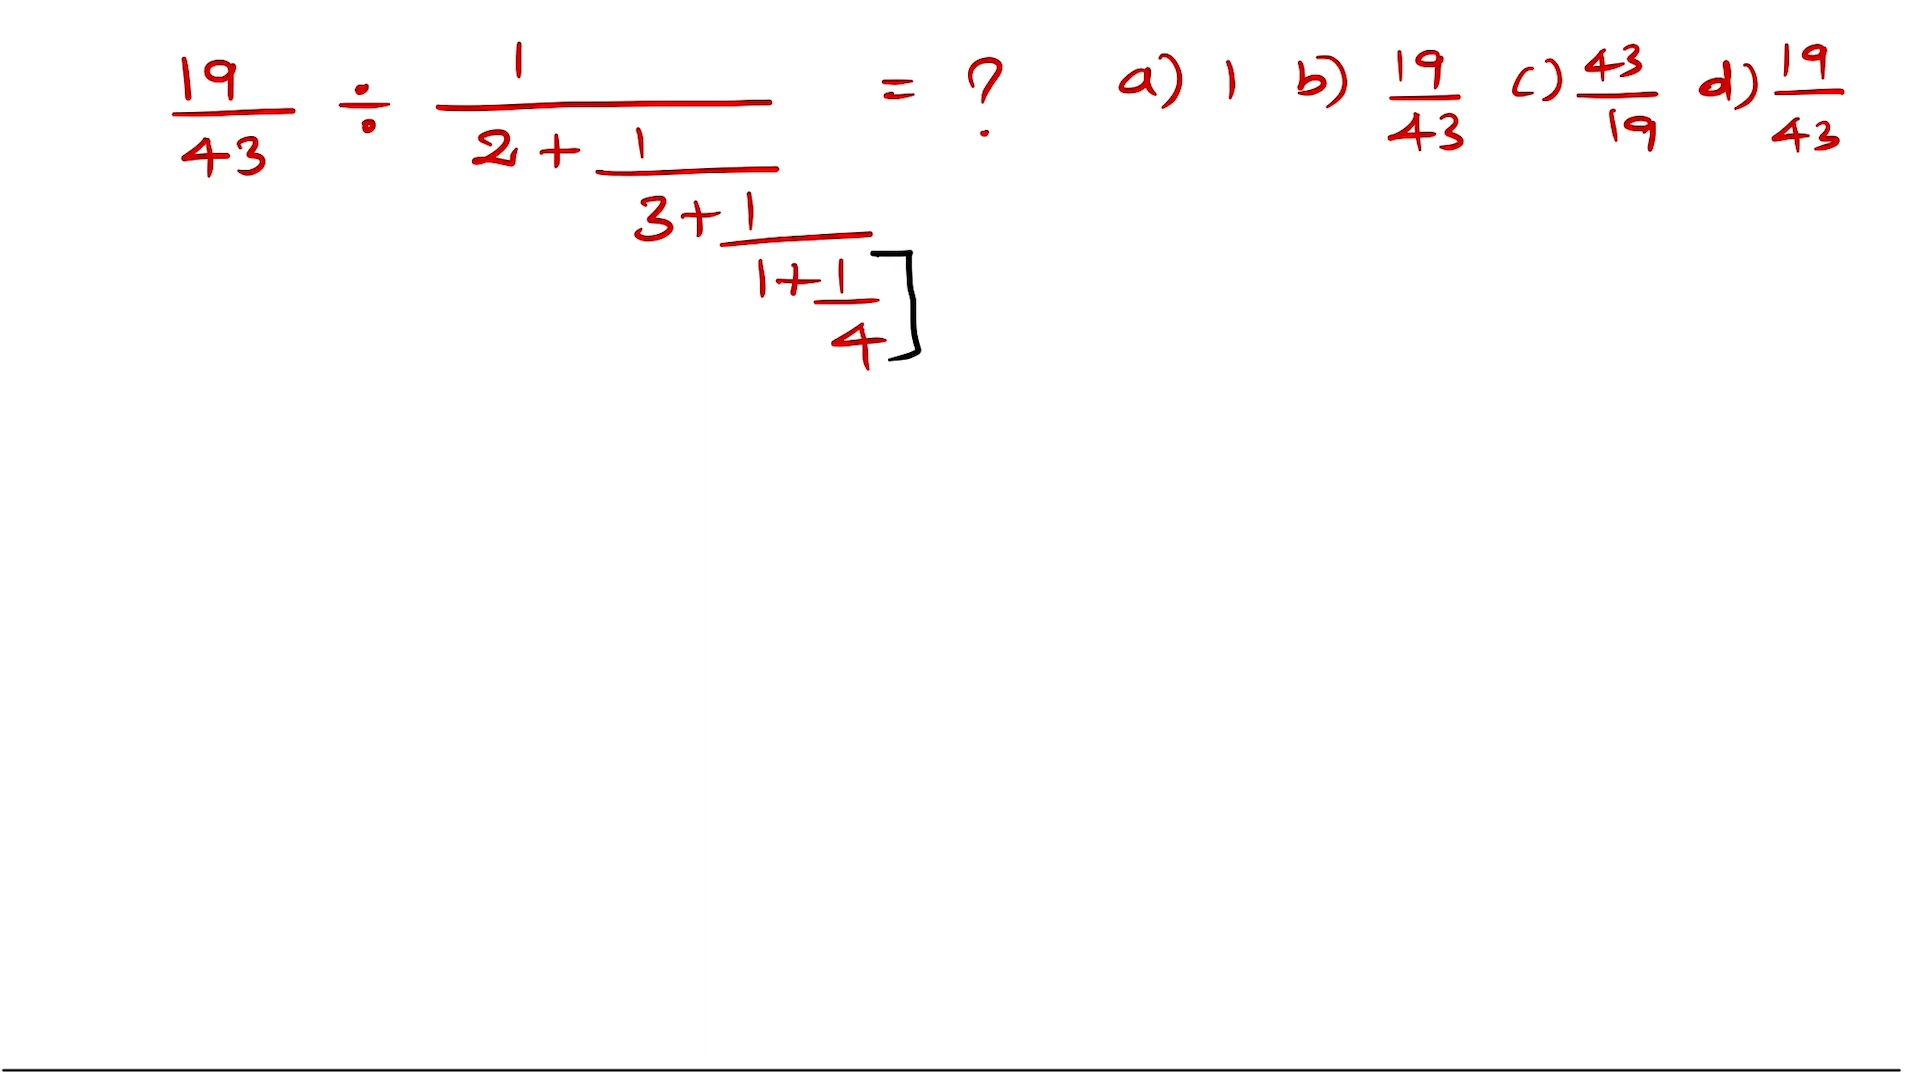 19/43 ÷ 1/(2+1/(3+1/(1+1/4))) = ? a) 1 b) 19/43 c) 43/19 d) 19/43